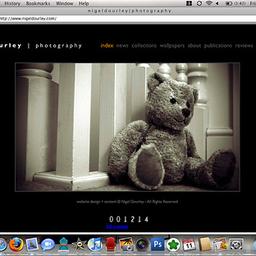 History Bookmarks Window Help
nigeldourley|photography
http://www.nigeldourley.com/
urley | photography
index news collections wallpapers about publications reviews
website design + content © Nigel Dourley : All Rights Reserved
001214